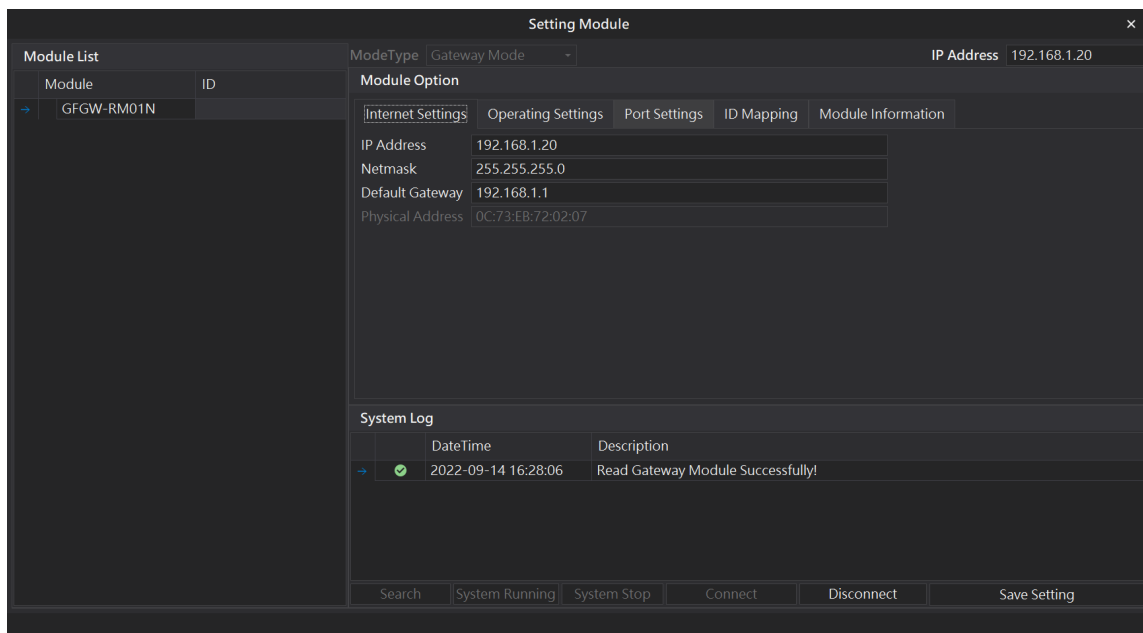 Setting Module ×
Module List
Module ID
GFGW-RM01N
ModeType Gateway Mode IP Address 192.168.1.20
Module Option
Internet Settings Operating Settings Port Settings ID Mapping Module Information
IP Address 192.168.1.20
Netmask 255.255.255.0
Default Gateway 192.168.1.1
Physical Address 0C:73:EB:72:02:07
System Log
DateTime Description
2022-09-14 16:28:06 Read Gateway Module Successfully!
Search System Running System Stop Connect Disconnect Save Setting